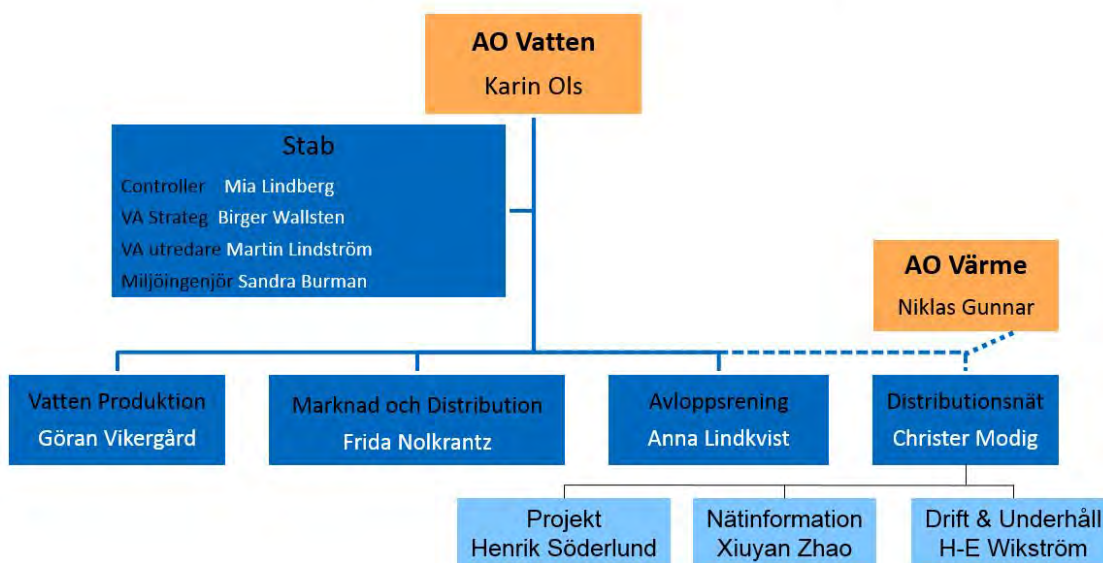 AO Vatten
Karin Ols
Stab
Controller Mia Lindberg
VA Strateg Birger Wallsten
VA utredare Martin Lindström
Miljöingenjör Sandra Burman
AO Värme
Niklas Gunnar
Vatten Produktion
Göran Vikergård
Marknad och Distribution
Frida Nolkrantz
Avloppsrening
Anna Lindkvist
Distributionsnät
Christer Modig
Projekt
Henrik Söderlund
Nätinformation
Xiuyan Zhao
Drift & Underhåll
H-E Wikström